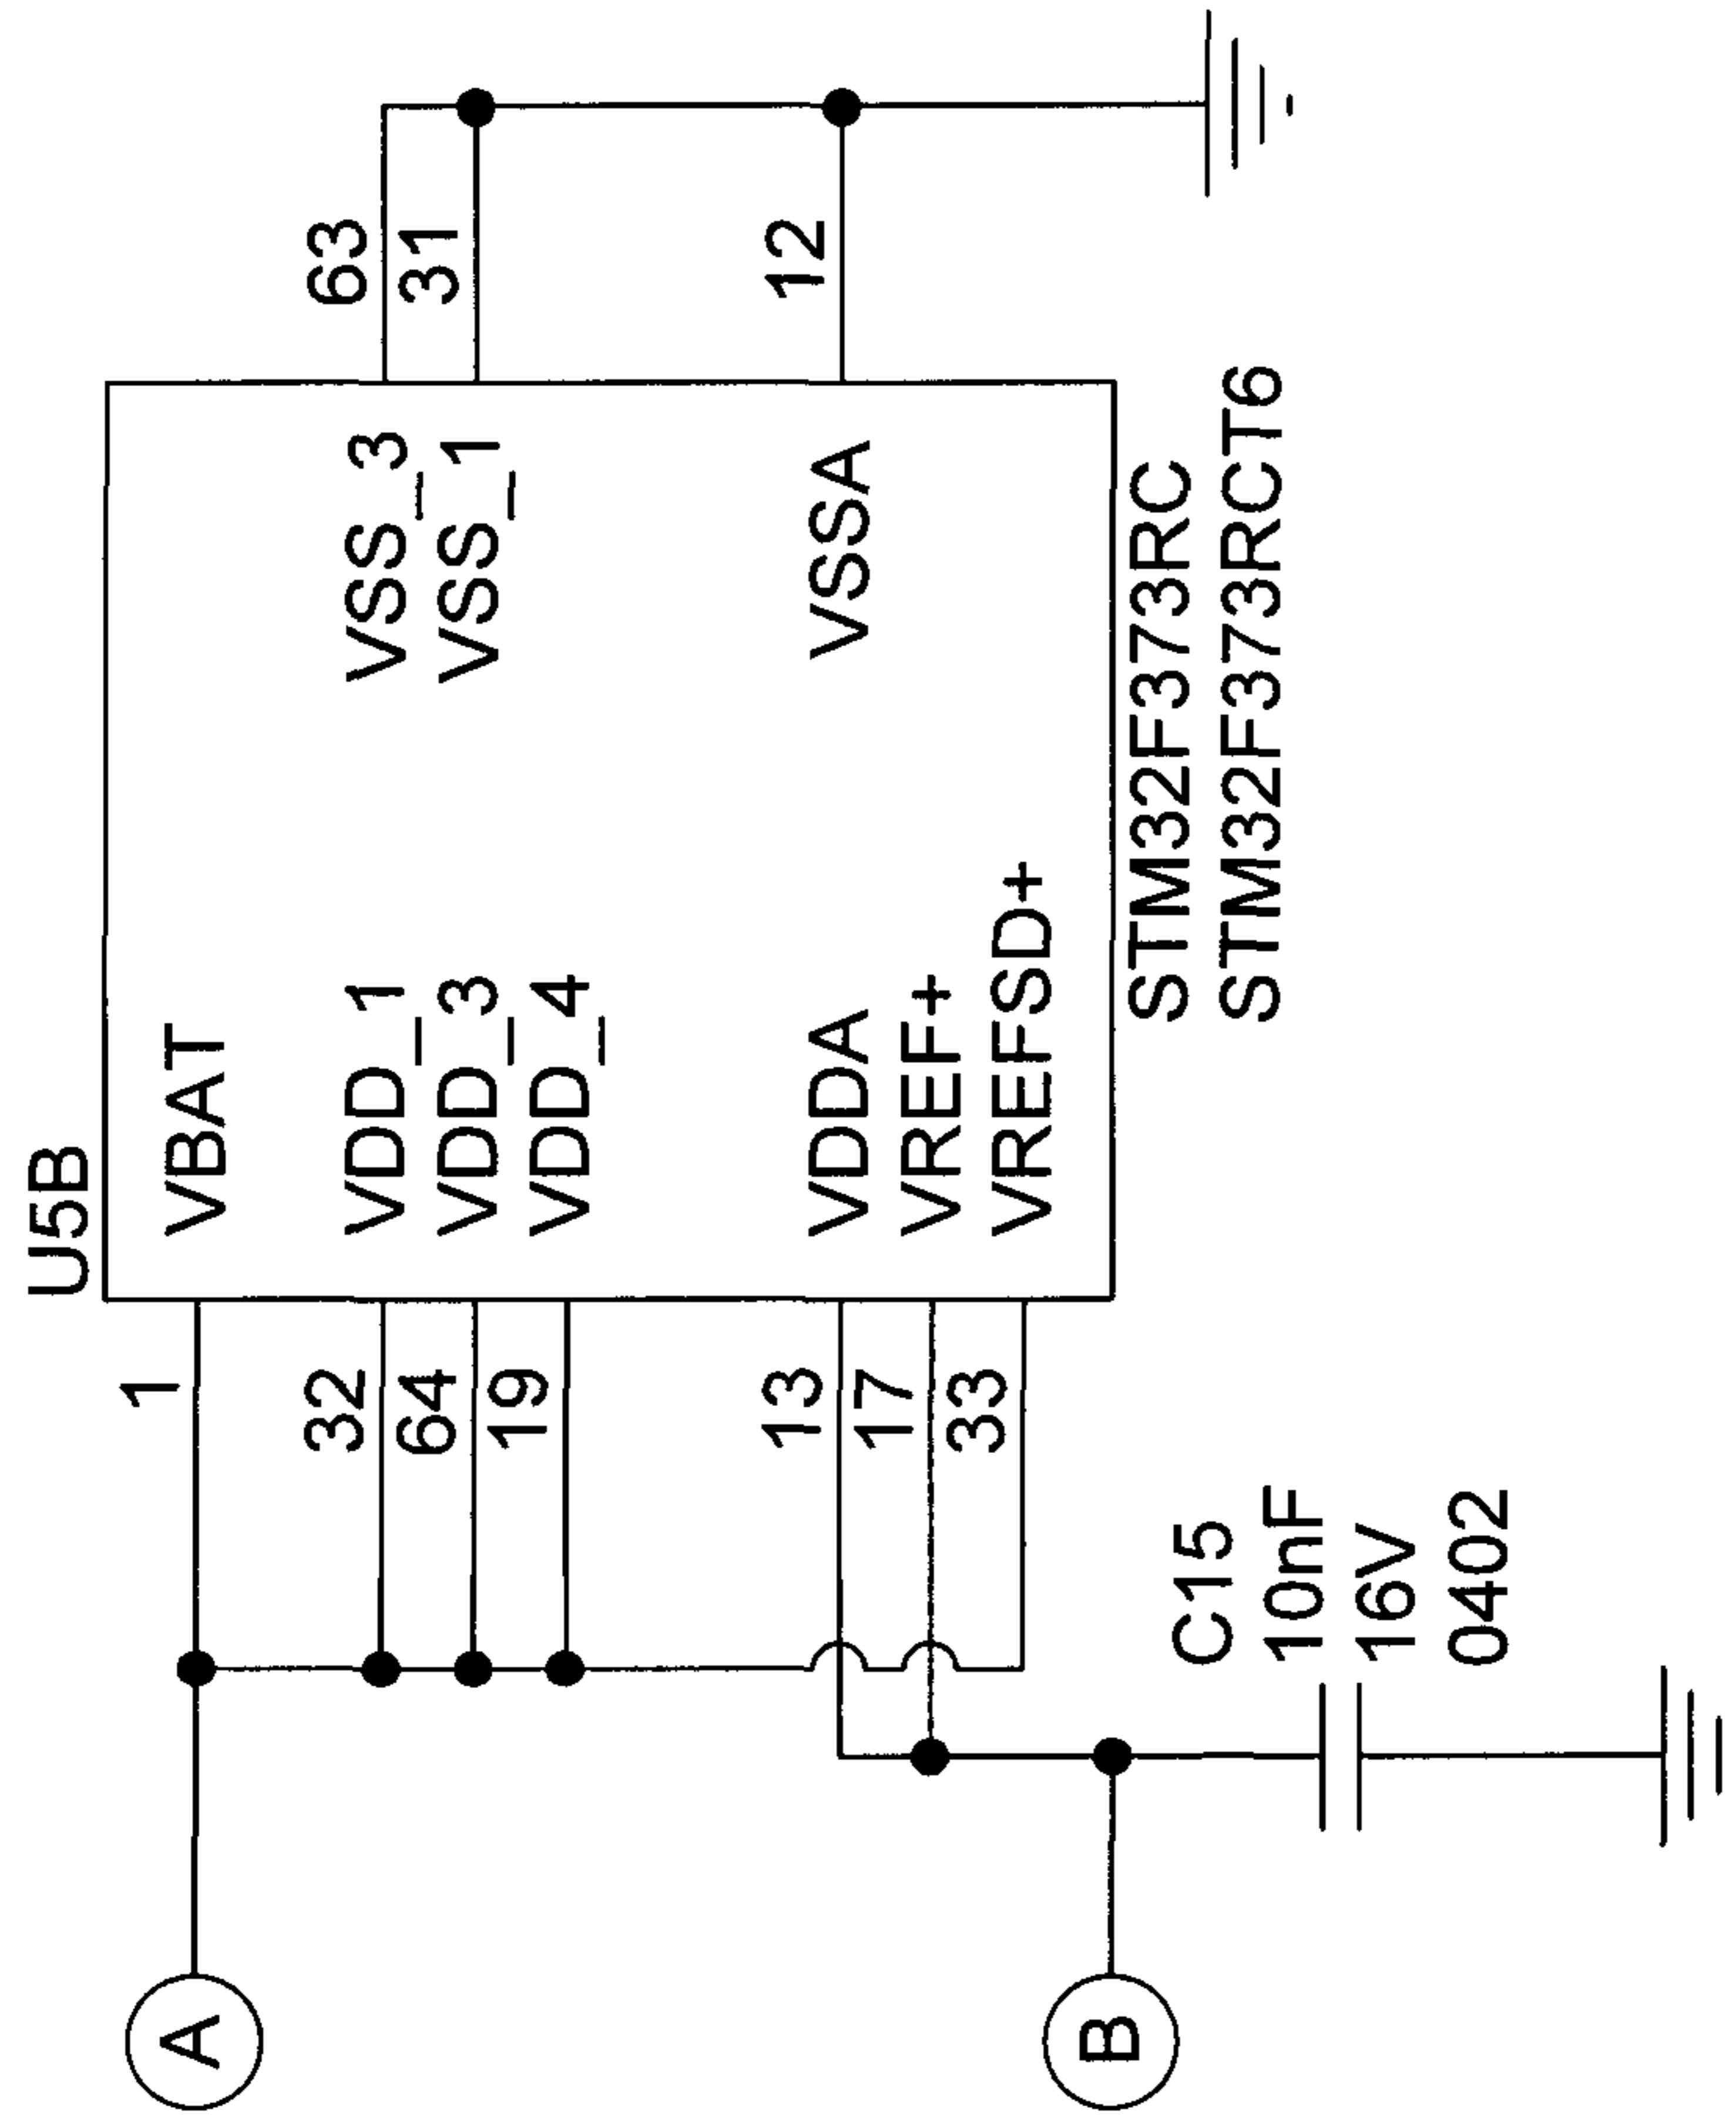 U5B
1
VBAT
32
VDD_1
VSS_3
63
64
VDD_3
VSS_1
31
19
VDD_4
13
VDDA
VSSA
12
17
VREF+
33
VREFSD+
STM32F373RC
STM32F373RCT6
A
B
C15
10nF
16V
0402